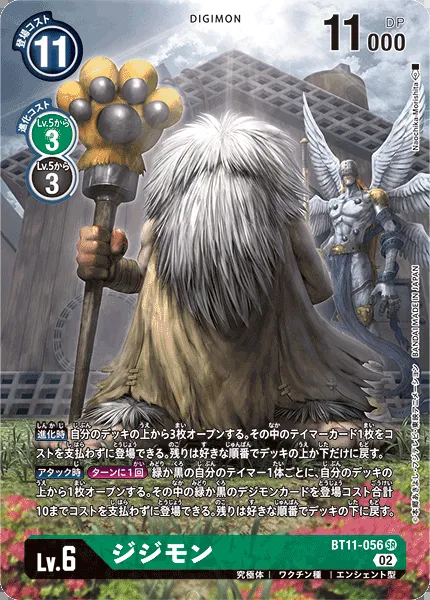 DIGIMON
登場コスト
11
11000
DP
進化コスト
Lv.5から
3
Lv.5から
3
Naochika Morishita
BANDAI MADE IN JAPAN
進化時 自分のデッキの上から3枚オープンする。その中のテイマーカード1枚をコ
ストを支払わずに登場できる。残りは好きな順番でデッキの上か下だけに戻す。
アタック時 ターンに1回 緑か黒の自分のテイマー1体ごとに、自分のデッキの
上から1枚オープンする。その中の緑か黒のデジモンカードを登場コスト合計
10までコストを支払わずに登場できる。残りは好きな順番でデッキの下に戻す。
Lv.6
ジジモン
BT11-056 SR
02
究極体 | ワクチン種 | エンシェント型